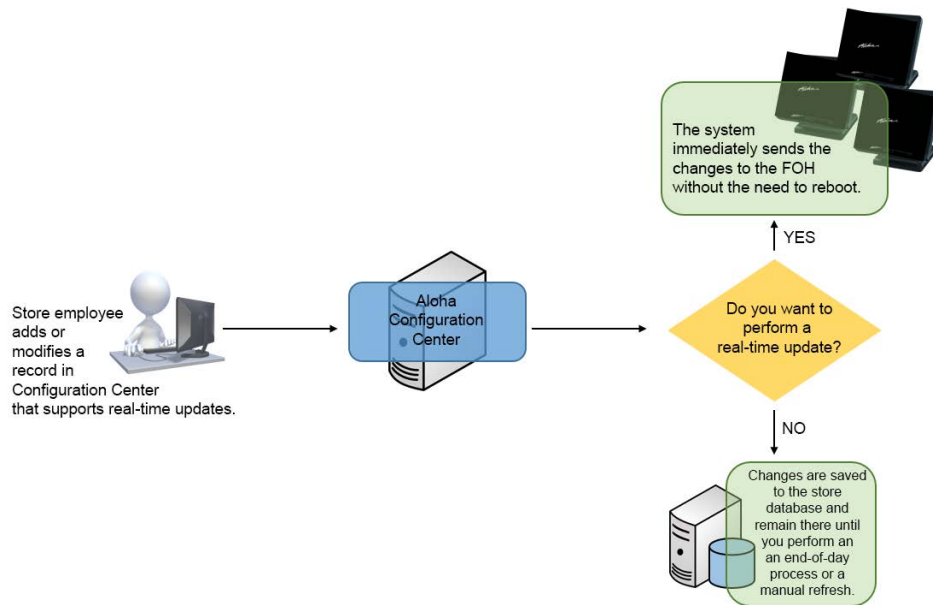 The system
immediately sends the
changes to the FOH
without the need to reboot.
YES
Store employee
adds or
modifies a
record in
Configuration Center
that supports real-time updates.
Aloha
Configuration
Center
Do you want to
perform a
real-time update?
NO
Changes are saved
to the store
database and
remain there until
you perform an
an end-of-day
process or a
manual refresh.